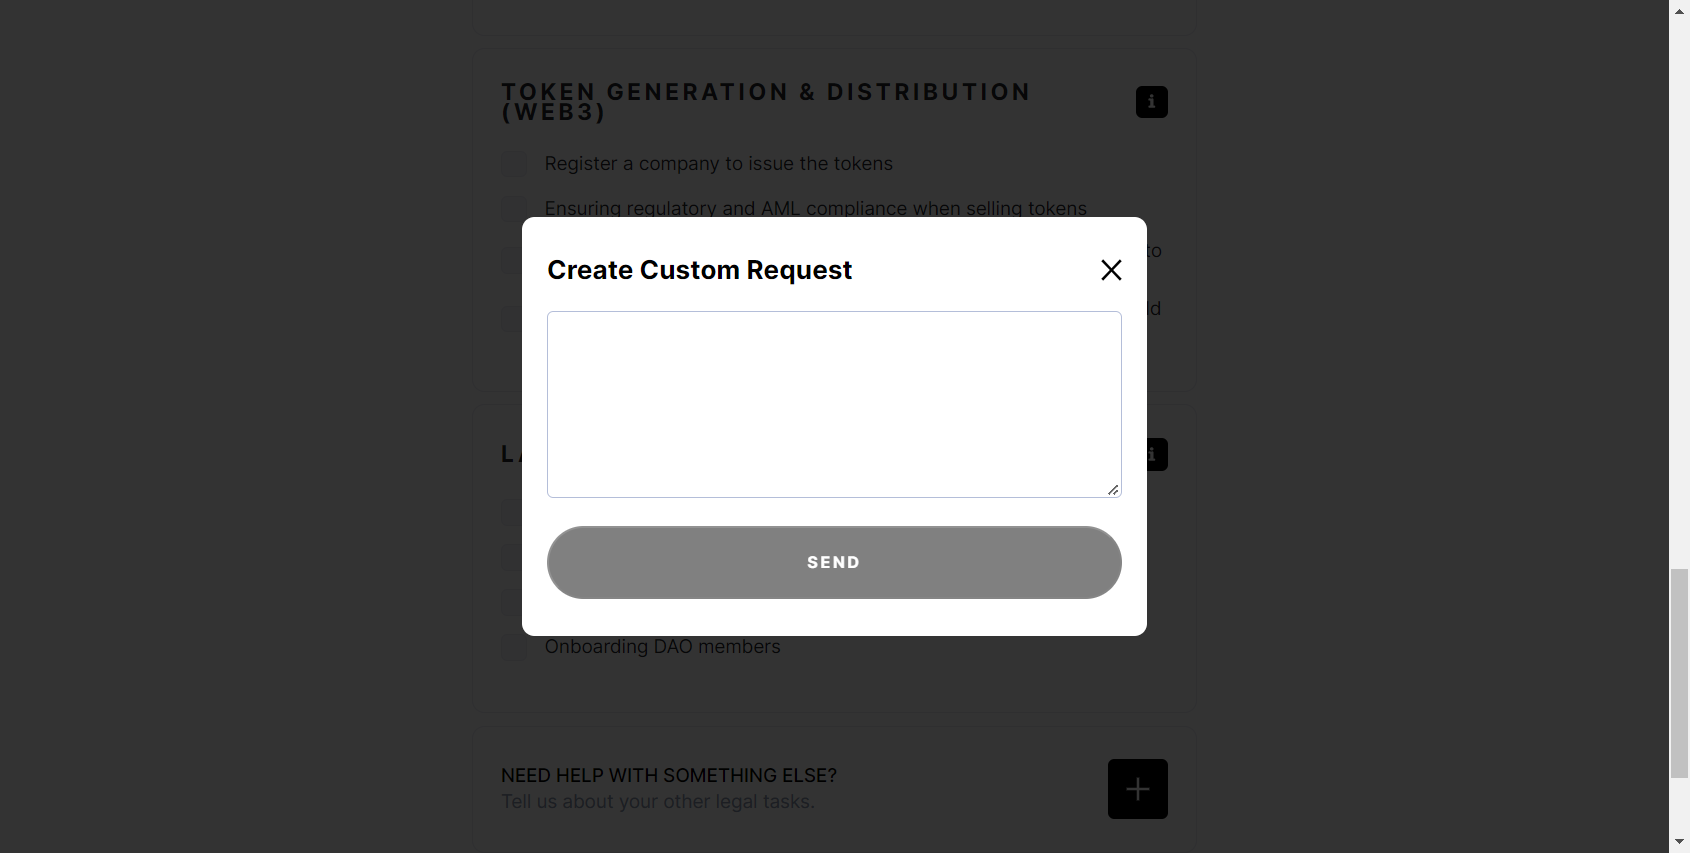 TOKEN GENERATION & DISTRIBUTION
(WEB3)
i
Register a company to issue the tokens
Ensuring regulatory and AML compliance when selling tokens
to
Create Custom Request
ld
L
i
SEND
Onboarding DAO members
NEED HELP WITH SOMETHING ELSE?
Tell us about your other legal tasks.